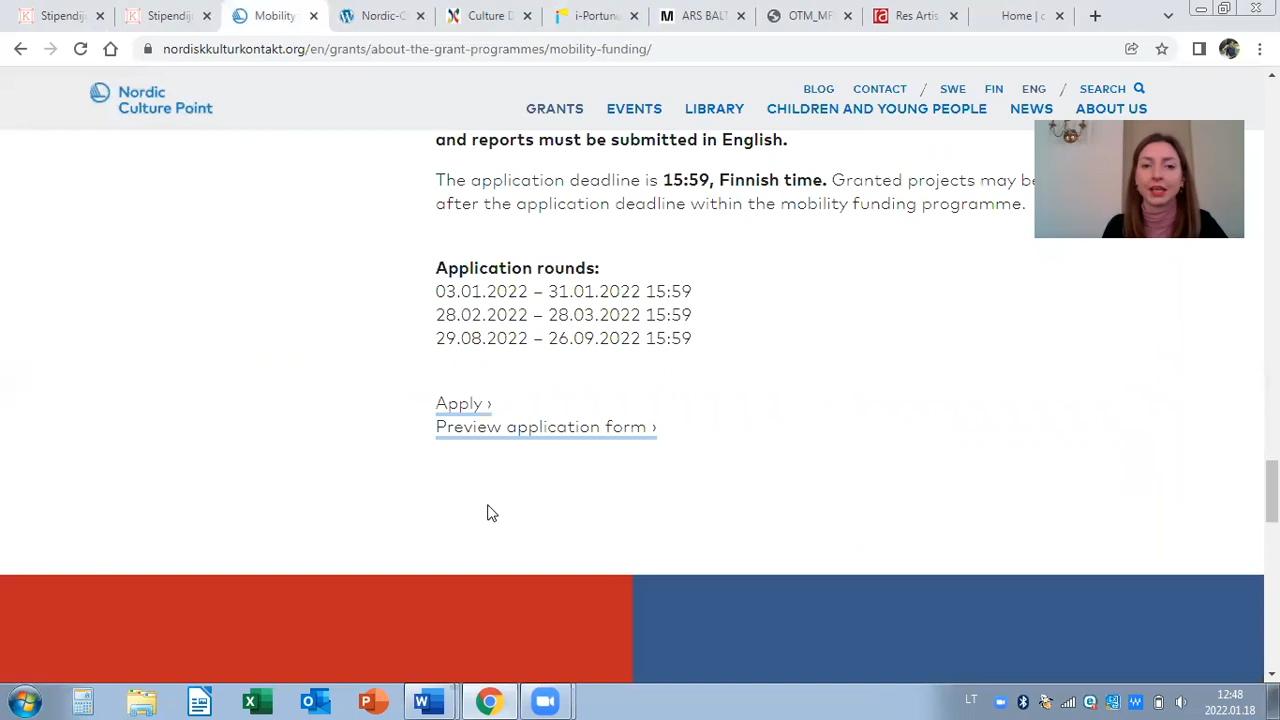 Stipendij
Stipendij
Mobility
Nordic-C
Culture D
i-Portun
ARS BAL
OTM_MF
Res Artis
Home | c
nordiskkulturkontakt.org/en/grants/about-the-grant-programmes/mobility-funding/
Nordic
Culture Point
BLOG CONTACT / SWE FIN ENG / SEARCH
GRANTS EVENTS LIBRARY CHILDREN AND YOUNG PEOPLE NEWS ABOUT US
and reports must be submitted in English.
The application deadline is 15:59, Finnish time. Granted projects may be
after the application deadline within the mobility funding programme.
Application rounds:
03.01.2022 – 31.01.2022 15:59
28.02.2022 – 28.03.2022 15:59
29.08.2022 – 26.09.2022 15:59
Apply ›
Preview application form ›
LT
12:48
2022.01.18